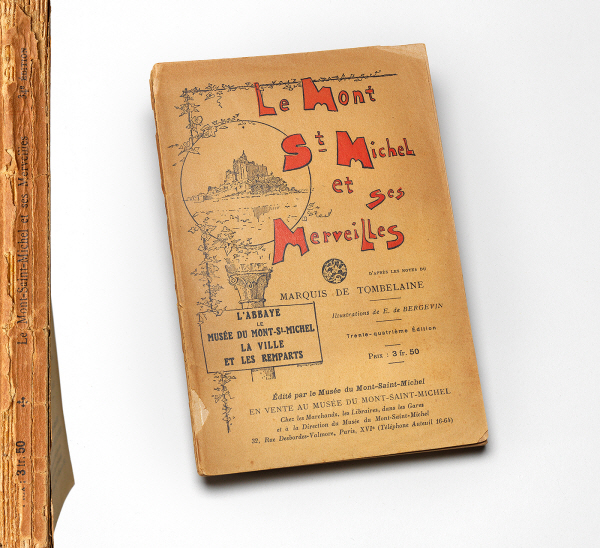 Le Mont-Saint-Michel et ses Merveilles
3 fr. 50
Le Mont
St Michel
et ses
Merveilles
D'APRÈS LES NOTES DU
MARQUIS DE TOMBELAINE
Illustrations de E. de BERGEVIN
Trente-quatrième Édition
PRIX : 3 fr. 50
L'ABBAYE
LE
MUSÉE DU MONT-St-MICHEL
LA VILLE
ET LES REMPARTS
Édité par le Musée du Mont-Saint-Michel
EN VENTE AU MUSÉE DU MONT-SAINT-MICHEL
Chez les Marchands, les Libraires, dans les Gares
et a la Direction du Musée du Mont-Saint-Michel
32, Rue Desbordes-Valmore, Paris, XVIe (Téléphone Auteuil 16-64)